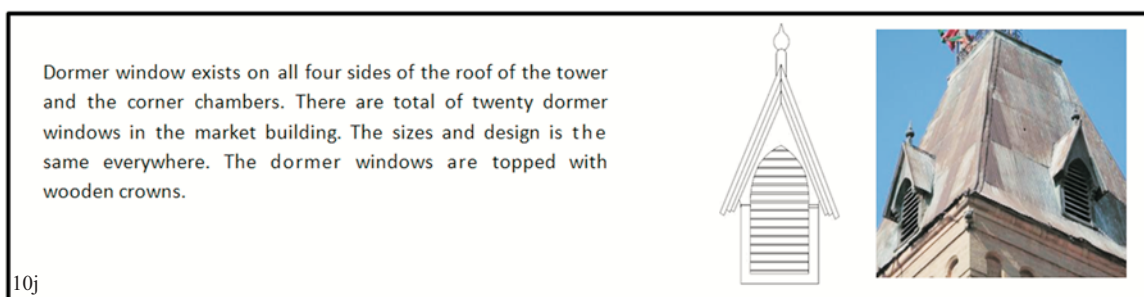 Dormer window exists on all four sides of the roof of the tower
and the corner chambers. There are total of twenty dormer
windows in the market building. The sizes and design is the
same everywhere. The dormer windows are topped with
wooden crowns.
10j